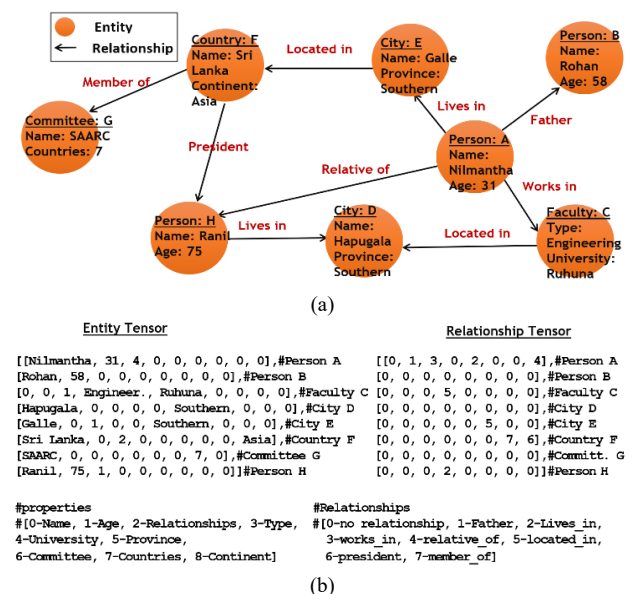 Entity
Relationship
Country: F
Name: Sri
Lanka
Continent:
Asia
Located in
City: E
Name: Galle
Province:
Southern
Person: B
Name:
Rohan
Age: 58
Member of
Committee: G
Name: SAARC
Countries: 7
Lives in
Father
President
Person: A
Name:
Nilmantha
Age: 31
Relative of
Works in
Person: H
Name: Ranil
Age: 75
Lives in
City: D
Name:
Hapugala
Province:
Southern
Located in
Faculty: C
Type:
Engineering
University:
Ruhuna
(a)
Entity Tensor
[[Nilmantha, 31, 4, 0, 0, 0, 0, 0, 0],#Person A
[Rohan, 58, 0, 0, 0, 0, 0, 0, 0],#Person B
[0, 0, 1, Engineer., Ruhuna, 0, 0, 0, 0],#Faculty C
[Hapugala, 0, 0, 0, 0, Southern, 0, 0, 0],#City D
[Galle, 0, 1, 0, 0, Southern, 0, 0, 0],#City E
[Sri Lanka, 0, 2, 0, 0, 0, 0, 0, Asia],#Country F
[SAARC, 0, 0, 0, 0, 0, 0, 7, 0],#Committee G
[Ranil, 75, 1, 0, 0, 0, 0, 0, 0]]#Person H
#properties
#[0-Name, 1-Age, 2-Relationships, 3-Type,
4-University, 5-Province,
6-Committee, 7-Countries, 8-Continent]
Relationship Tensor
[[0, 1, 3, 0, 2, 0, 0, 4],#Person A
[0, 0, 0, 0, 0, 0, 0, 0],#Person B
[0, 0, 0, 5, 0, 0, 0, 0],#Faculty C
[0, 0, 0, 0, 0, 0, 0, 0],#City D
[0, 0, 0, 0, 0, 5, 0, 0],#City E
[0, 0, 0, 0, 0, 0, 7, 6],#Country F
[0, 0, 0, 0, 0, 0, 0, 0],#Committ. G
[0, 0, 0, 2, 0, 0, 0, 0]]#Person H
#Relationships
#[0-no relationship, 1-Father, 2-Lives_in,
3-works_in, 4-relative_of, 5-located_in,
6-president, 7-member_of]
(b)